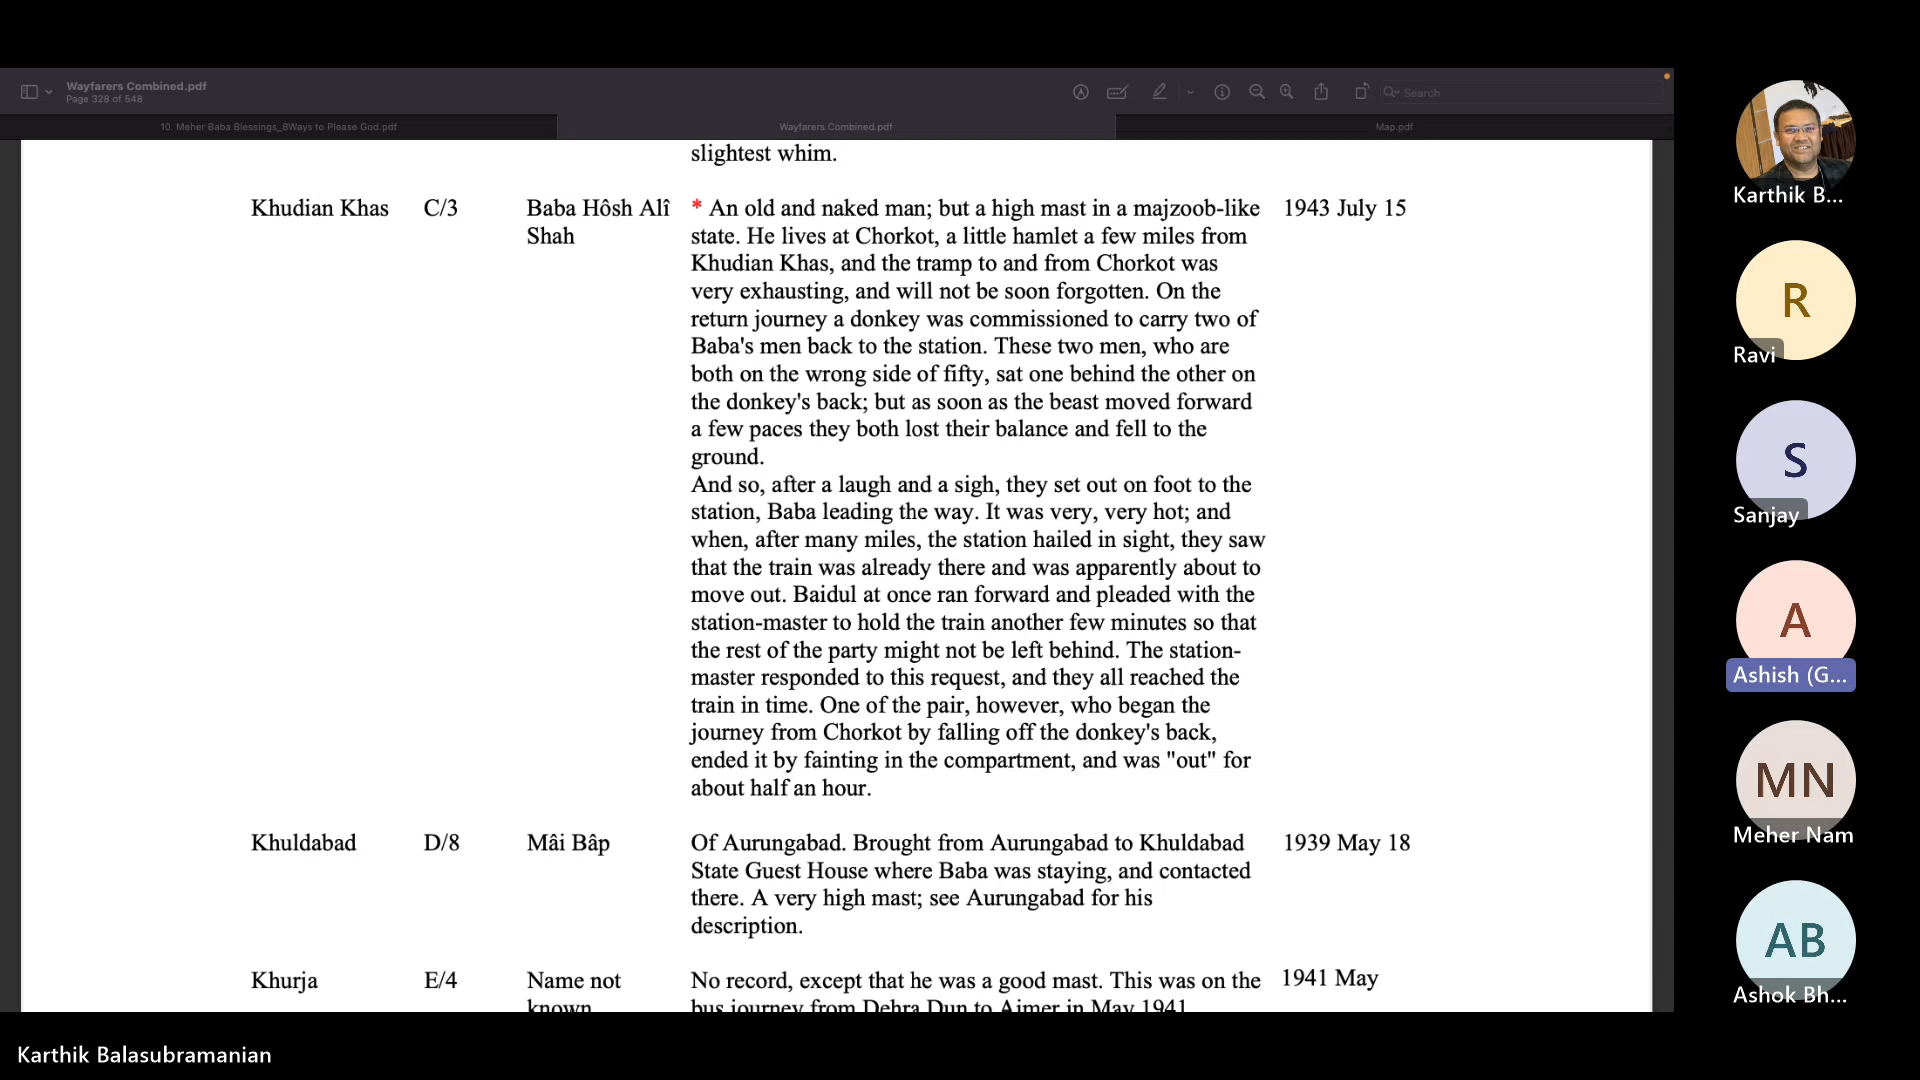 Wayfarers Combined.pdf
Page 328 of 548
Search
10. Meher Baba Blessings_8Ways to Please God.pdf
Wayfarers Combined.pdf
Map.pdf
slightest whim.
Khudian Khas C/3 Baba Hôsh Alî * An old and naked man; but a high mast in a majzoob-like 1943 July 15
Shah state. He lives at Chorkot, a little hamlet a few miles from
Khudian Khas, and the tramp to and from Chorkot was
very exhausting, and will not be soon forgotten. On the
return journey a donkey was commissioned to carry two of
Baba's men back to the station. These two men, who are
both on the wrong side of fifty, sat one behind the other on
the donkey's back; but as soon as the beast moved forward
a few paces they both lost their balance and fell to the
ground.
And so, after a laugh and a sigh, they set out on foot to the
station, Baba leading the way. It was very, very hot; and
when, after many miles, the station hailed in sight, they saw
that the train was already there and was apparently about to
move out. Baidul at once ran forward and pleaded with the
station-master to hold the train another few minutes so that
the rest of the party might not be left behind. The station-
master responded to this request, and they all reached the
train in time. One of the pair, however, who began the
journey from Chorkot by falling off the donkey's back,
ended it by fainting in the compartment, and was "out" for
about half an hour.
Khuldabad D/8 Mâi Bâp Of Aurungabad. Brought from Aurungabad to Khuldabad 1939 May 18
State Guest House where Baba was staying, and contacted
there. A very high mast; see Aurungabad for his
description.
Khurja E/4 Name not No record, except that he was a good mast. This was on the 1941 May
known bus journey from Dehra Dun to Ajmer in May 1941
Karthik B...
R
Ravi
S
Sanjay
A
Ashish (G...
MN
Meher Nam
AB
Ashok Bh...
Karthik Balasubramanian